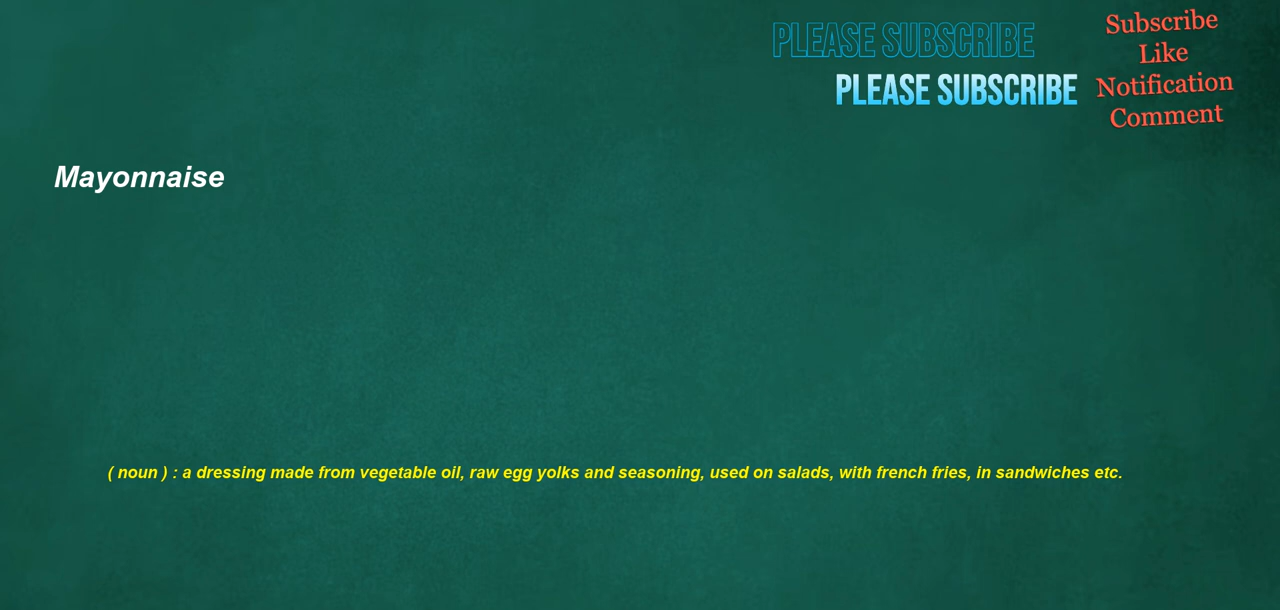 PLEASE SUBSCRIBE
PLEASE SUBSCRIBE
Subscribe
Like
Notification
Comment
Mayonnaise
( noun ) : a dressing made from vegetable oil, raw egg yolks and seasoning, used on salads, with french fries, in sandwiches etc.